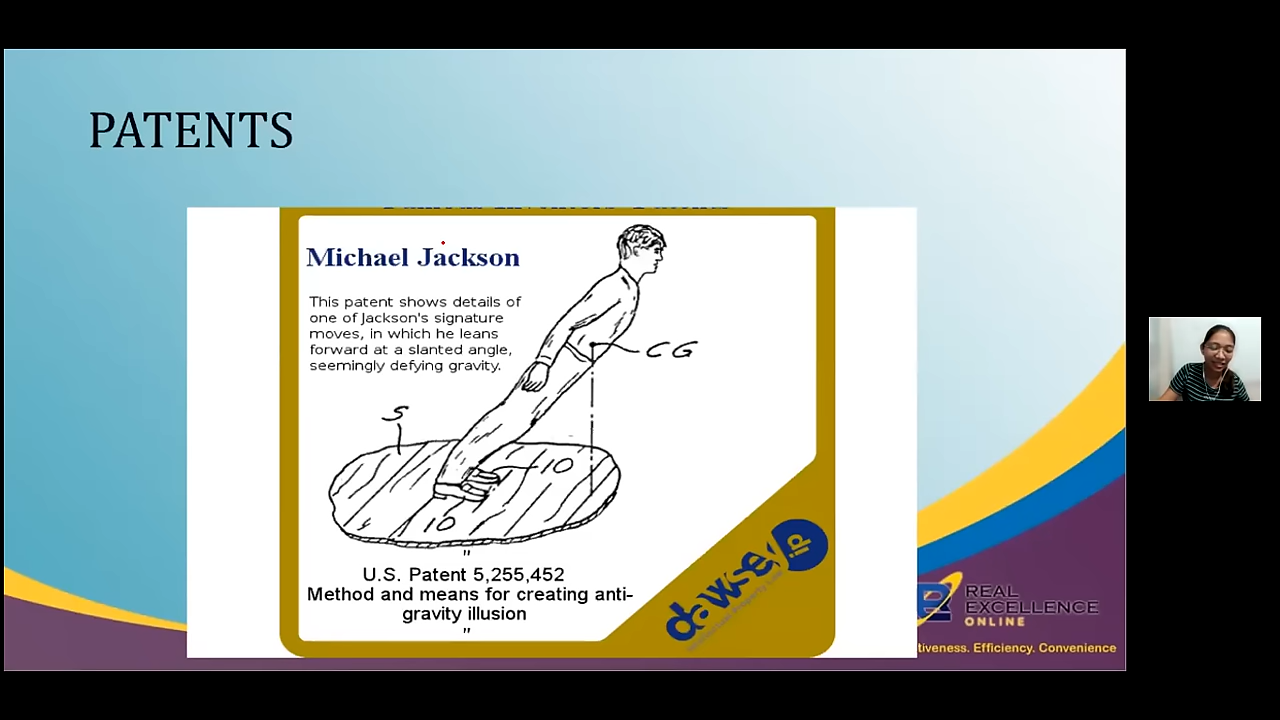 PATENTS
Michael Jackson
This patent shows details of
one of Jackson's signature
moves, in which he leans
forward at a slanted angle,
seemingly defying gravity.
CG
S
10
10
"
U.S. Patent 5,255,452
Method and means for creating anti-
gravity illusion
"
dawsey
ip
REAL
EXCELLENCE
ONLINE
tiveness. Efficiency. Convenience